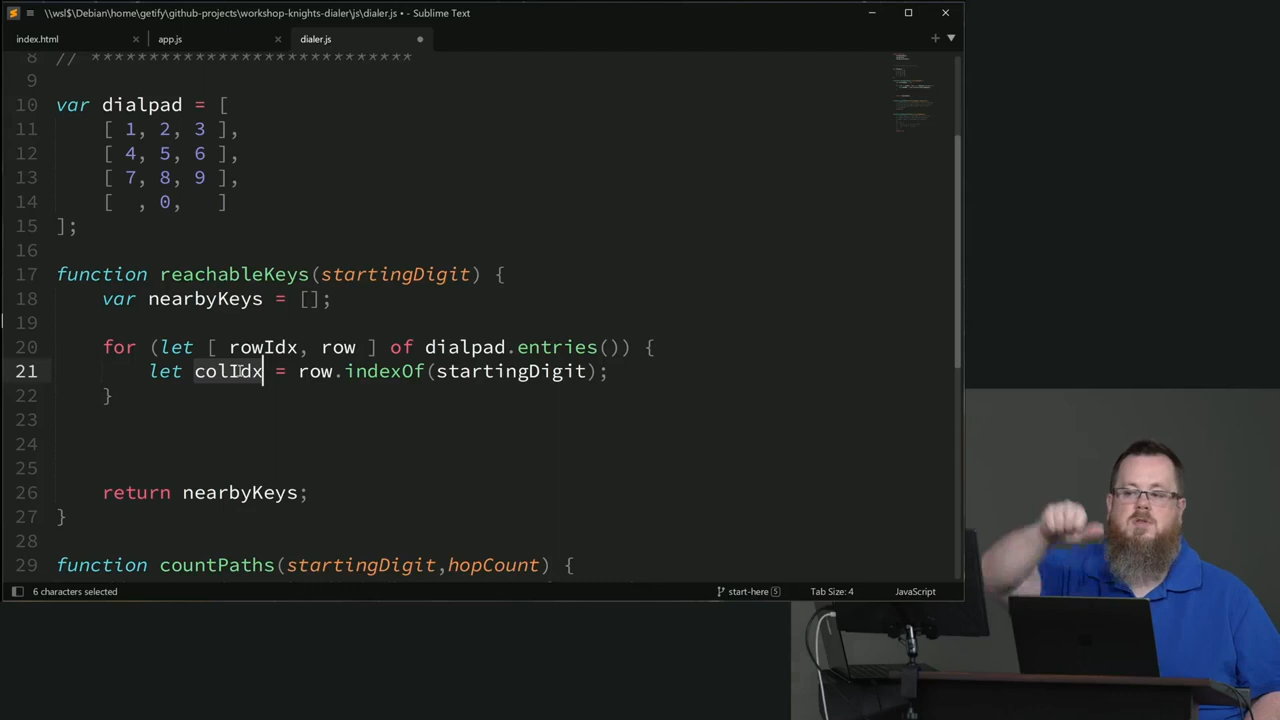 \\wsl$\Debian\home\getify\github-projects\workshop-knights-dialer\js\dialer.js • - Sublime Text
index.html app.js dialer.js
8 // ****************************
9
10 var dialpad = [
11 [ 1, 2, 3 ],
12 [ 4, 5, 6 ],
13 [ 7, 8, 9 ],
14 [ , 0, ]
15 ];
16
17 function reachableKeys(startingDigit) {
18 var nearbyKeys = [];
19
20 for (let [ rowIdx, row ] of dialpad.entries()) {
21 let colIdx = row.indexOf(startingDigit);
22 }
23
24
25
26 return nearbyKeys;
27 }
28
29 function countPaths(startingDigit,hopCount) {
6 characters selected start-here 5 Tab Size: 4 JavaScript